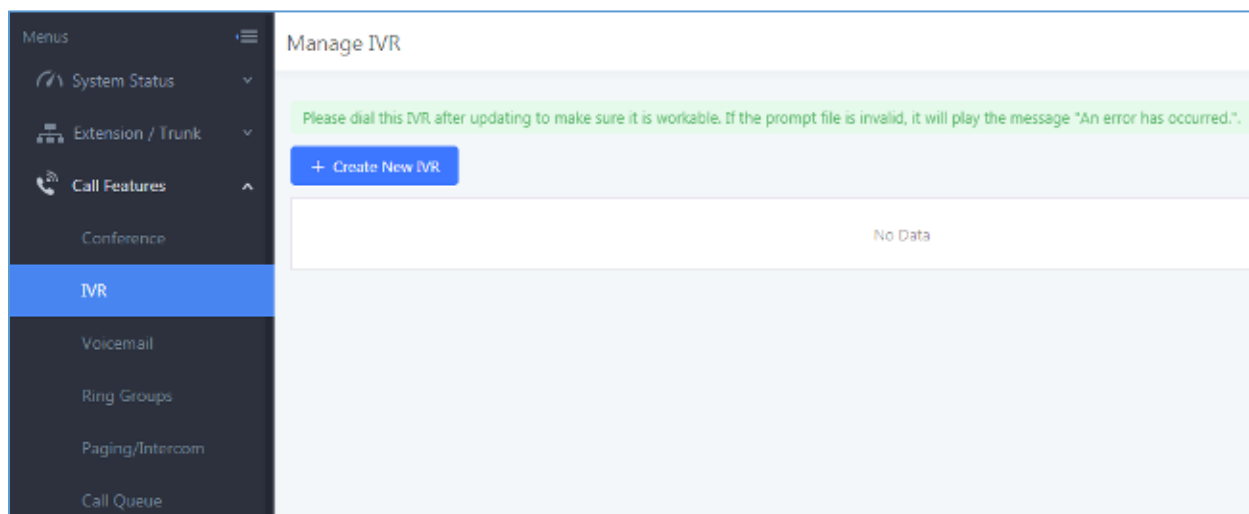 Menus
System Status
Extension / Trunk
Call Features
Conference
IVR
Voicemail
Ring Groups
Paging/Intercom
Call Queue
Manage IVR
Please dial this IVR after updating to make sure it is workable. If the prompt file is invalid, it will play the message "An error has occurred.".
+ Create New IVR
No Data